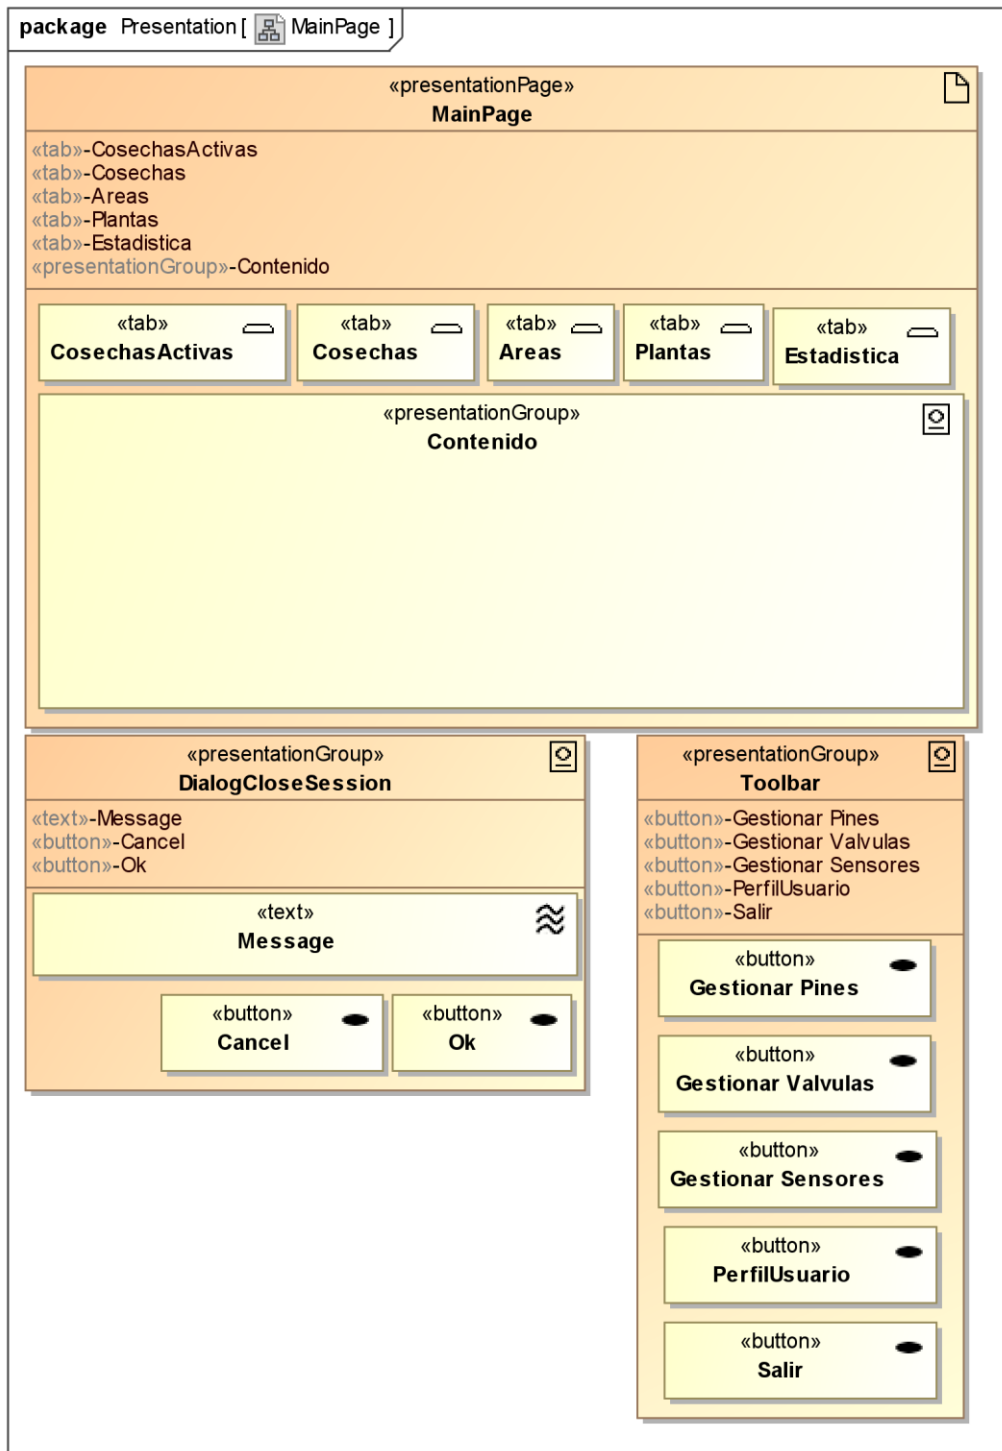 package Presentation [ MainPage ]
«presentationPage»
MainPage
«tab»-CosechasActivas
«tab»-Cosechas
«tab»-Areas
«tab»-Plantas
«tab»-Estadistica
«presentationGroup»-Contenido
«tab»
CosechasActivas
«tab»
Cosechas
«tab»
Areas
«tab»
Plantas
«tab»
Estadistica
«presentationGroup»
Contenido
«presentationGroup»
DialogCloseSession
«text»-Message
«button»-Cancel
«button»-Ok
«text»
Message
«button»
Cancel
«button»
Ok
«presentationGroup»
Toolbar
«button»-Gestionar Pines
«button»-Gestionar Valvulas
«button»-Gestionar Sensores
«button»-PerfilUsuario
«button»-Salir
«button»
Gestionar Pines
«button»
Gestionar Valvulas
«button»
Gestionar Sensores
«button»
PerfilUsuario
«button»
Salir